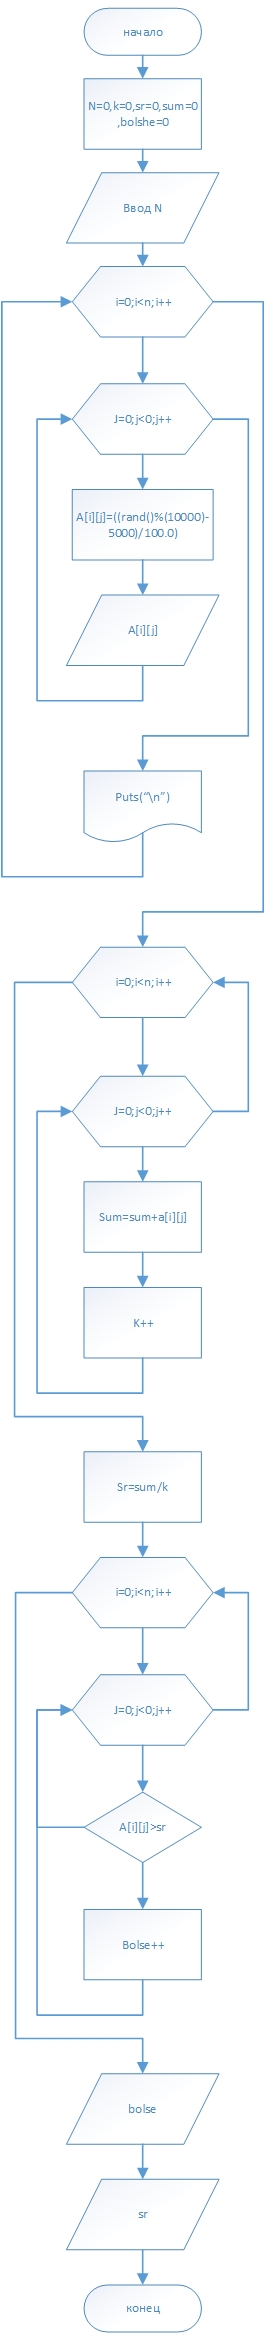 начало
N=0,k=0,sr=0,sum=0
,bolshe=0
Ввод N
i=0;i<n;i++
J=0;j<0;j++
A[i][j]=((rand()%(10000)-
5000)/100.0)
A[i][j]
Puts(“\n”)
i=0;i<n;i++
J=0;j<0;j++
Sum=sum+a[i][j]
K++
Sr=sum/k
i=0;i<n;i++
J=0;j<0;j++
A[i][j]>sr
Bolse++
bolse
sr
конец